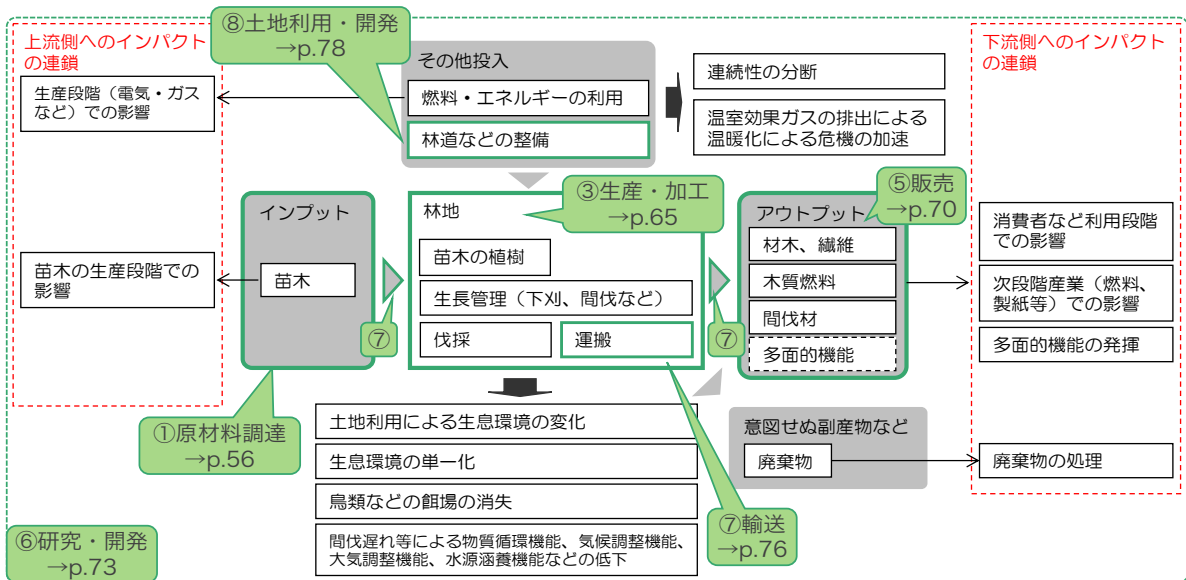 ⑧土地利用・開発
→p.78
上流側へのインパクト
の連鎖
下流側へのインパクト
の連鎖
その他投入
燃料・エネルギーの利用
林道などの整備
生産段階（電気・ガス
など）での影響
連続性の分断
温室効果ガスの排出による
温暖化による危機の加速
③生産・加工
→p.65
⑤販売
→p.70
インプット
苗木
苗木の生産段階での
影響
⑦
林地
苗木の植樹
生長管理（下刈、間伐など）
伐採
運搬
⑦
アウトプット
材木、繊維
木質燃料
間伐材
多面的機能
消費者など利用段階
での影響
次段階産業（燃料、
製紙等）での影響
多面的機能の発揮
①原材料調達
→p.56
土地利用による生息環境の変化
生息環境の単一化
鳥類などの餌場の消失
間伐遅れ等による物質循環機能、気候調整機能、
大気調整機能、水源涵養機能などの低下
意図せぬ副産物など
廃棄物
廃棄物の処理
⑦輸送
→p.76
⑥研究・開発
→p.73